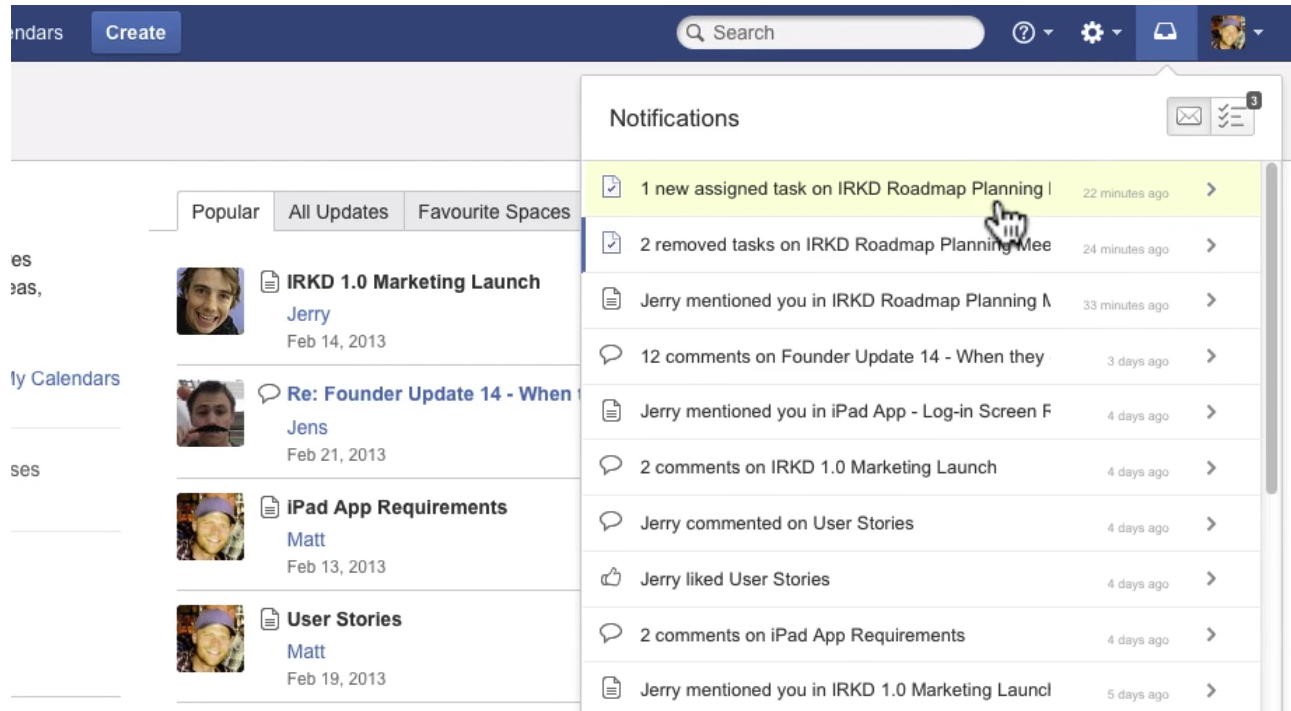 ndars
Create
Search
Notifications
3
1 new assigned task on IRKD Roadmap Planning
22 minutes ago
2 removed tasks on IRKD Roadmap Planning Mee
24 minutes ago
Jerry mentioned you in IRKD Roadmap Planning
33 minutes ago
12 comments on Founder Update 14 - When they
3 days ago
Jerry mentioned you in iPad App - Log-in Screen
4 days ago
2 comments on IRKD 1.0 Marketing Launch
4 days ago
Jerry commented on User Stories
4 days ago
Jerry liked User Stories
4 days ago
2 comments on iPad App Requirements
4 days ago
Jerry mentioned you in IRKD 1.0 Marketing Launch
5 days ago
Popular
All Updates
Favourite Spaces
IRKD 1.0 Marketing Launch
Jerry
Feb 14, 2013
Re: Founder Update 14 - When
Jens
Feb 21, 2013
iPad App Requirements
Matt
Feb 13, 2013
User Stories
Matt
Feb 19, 2013
es
eas,
My Calendars
ses